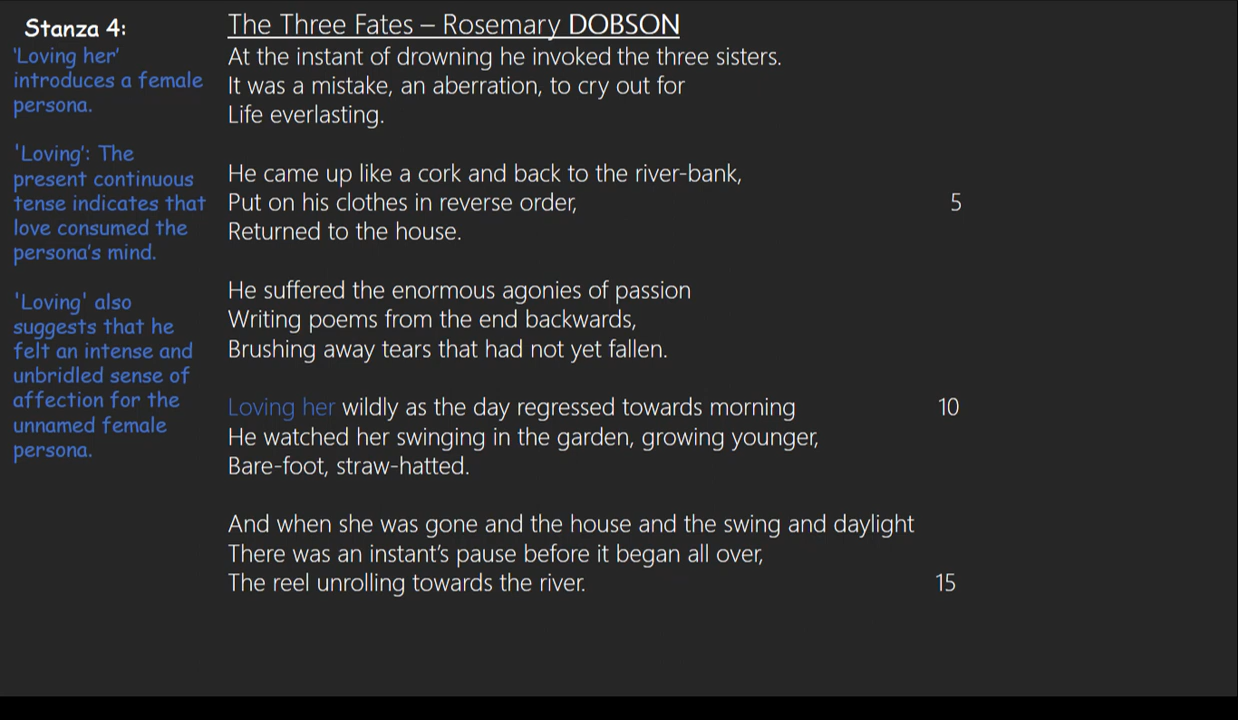 Stanza 4:
'Loving her'
introduces a female
persona.
'Loving': The
present continuous
tense indicates that
love consumed the
persona's mind.
'Loving' also
suggests that he
felt an intense and
unbridled sense of
affection for the
unnamed female
persona.
The Three Fates – Rosemary DOBSON
At the instant of drowning he invoked the three sisters.
It was a mistake, an aberration, to cry out for
Life everlasting.
He came up like a cork and back to the river-bank,
Put on his clothes in reverse order, 5
Returned to the house.
He suffered the enormous agonies of passion
Writing poems from the end backwards,
Brushing away tears that had not yet fallen.
Loving her wildly as the day regressed towards morning 10
He watched her swinging in the garden, growing younger,
Bare-foot, straw-hatted.
And when she was gone and the house and the swing and daylight
There was an instant's pause before it began all over,
The reel unrolling towards the river. 15